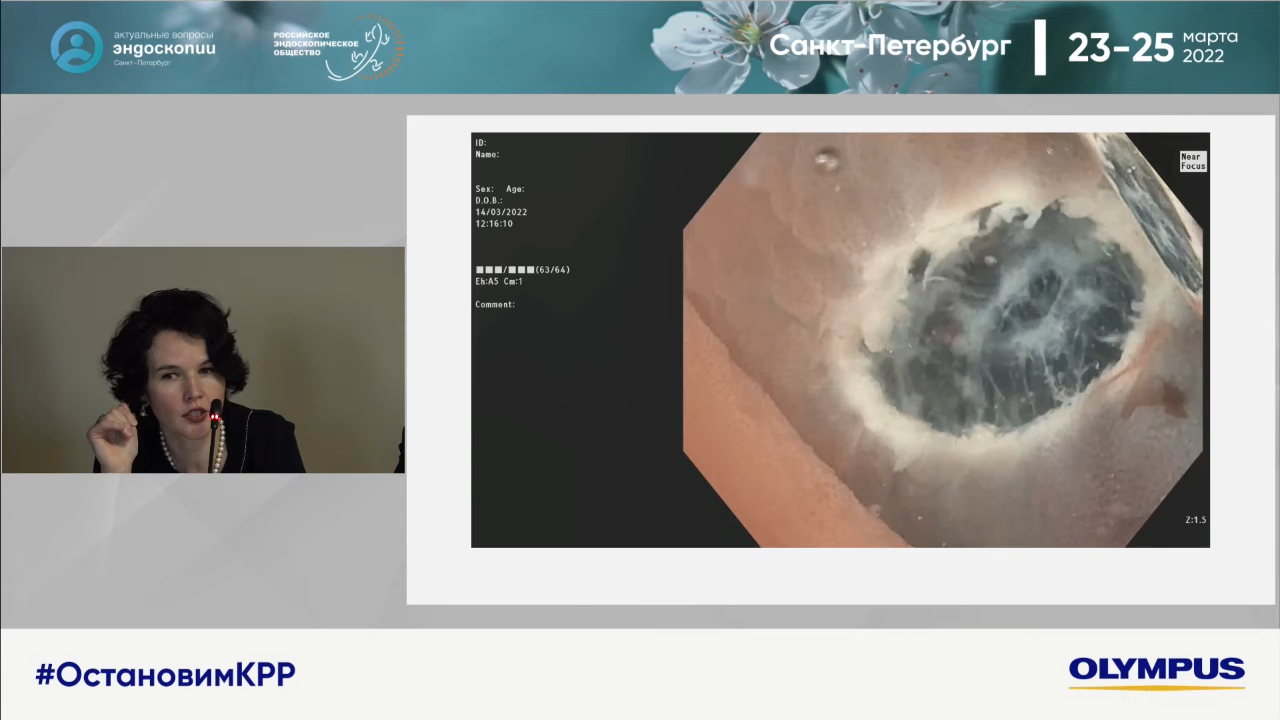 актуальные вопросы
эндоскопии
Санкт-Петербург
РОССИЙСКОЕ
ЭНДОСКОПИЧЕСКОЕ
ОБЩЕСТВО
Санкт-Петербург
23-25 марта
2022
ID:
Name:
Sex: Age:
D.O.B.:
14/03/2022
12:16:10
■■■/■■■(63/64)
Eh:A5 Cm:1
Comment:
Near
Focus
Z:1.5
#ОстановимКРР
OLYMPUS